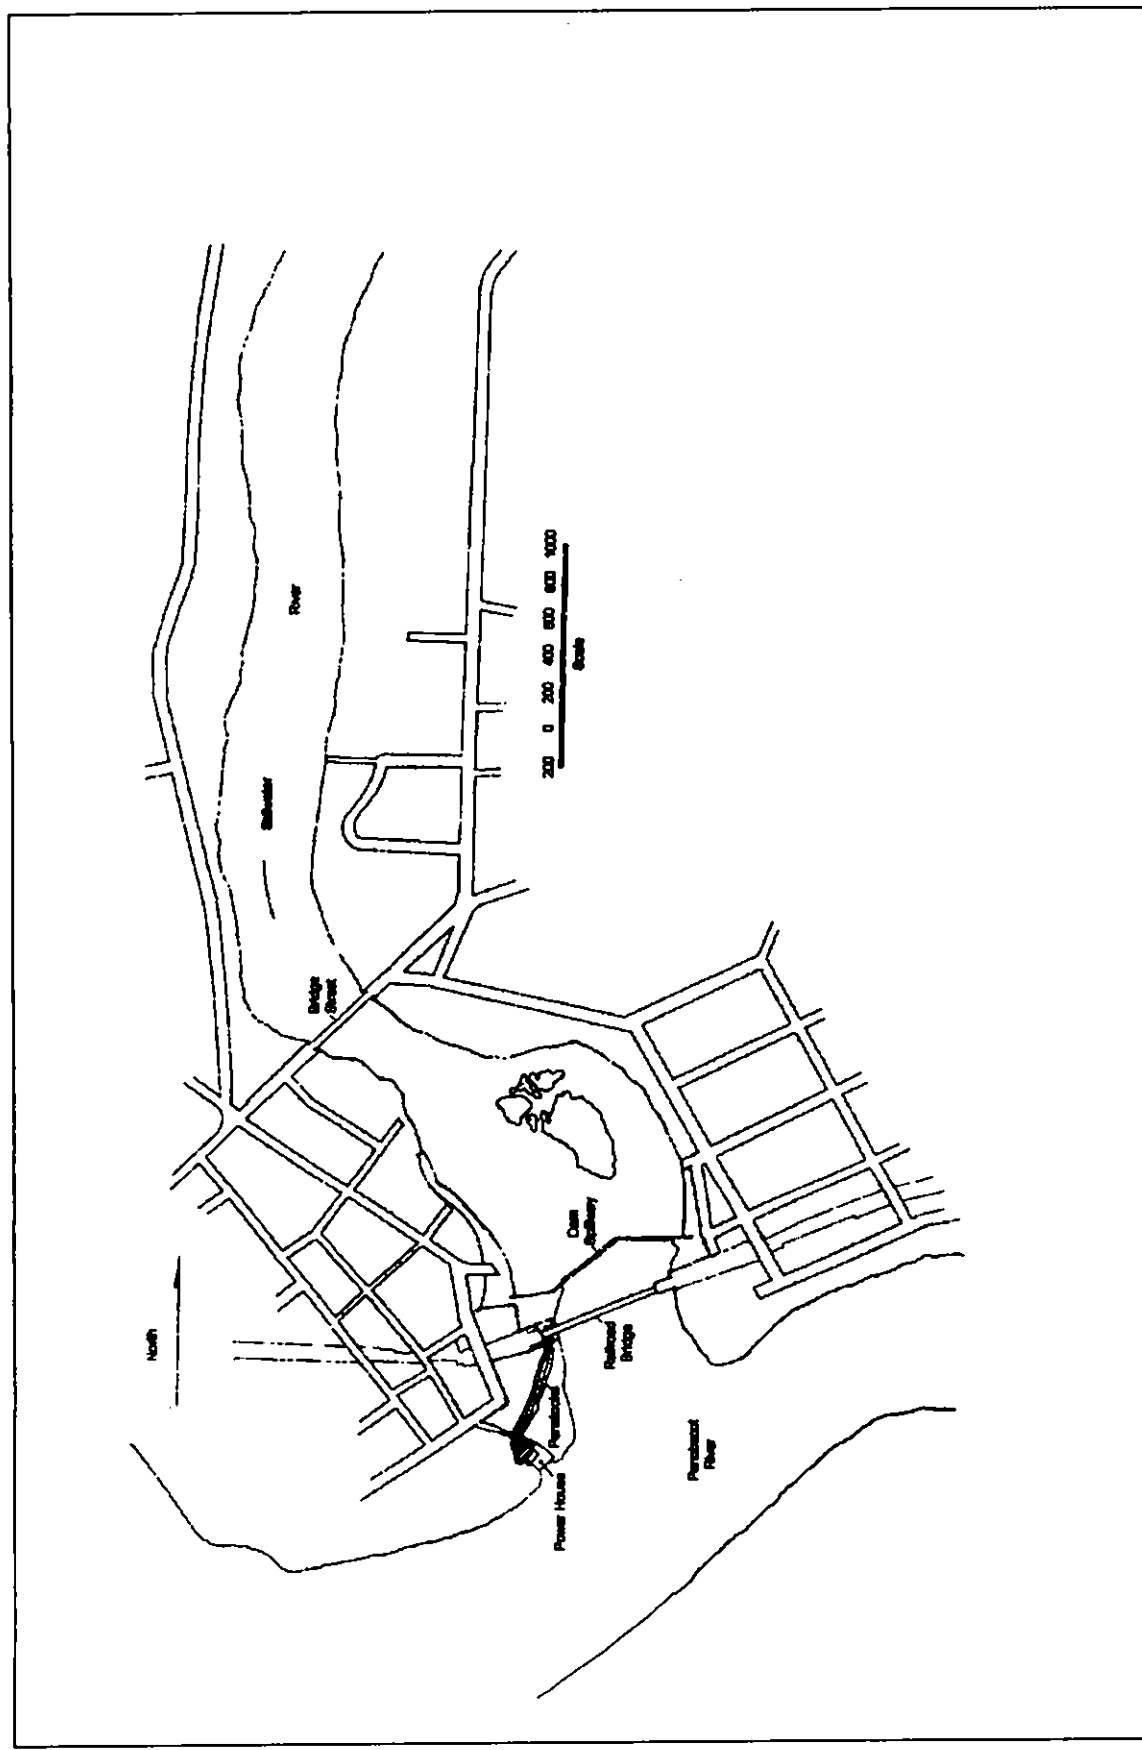 North
Stillwater
River
Bridge
Street
200 0 200 400 600 800 1000
Scale
Dam
Spillway
Railroad
Bridge
Penstocks
Power House
Penobscot
River